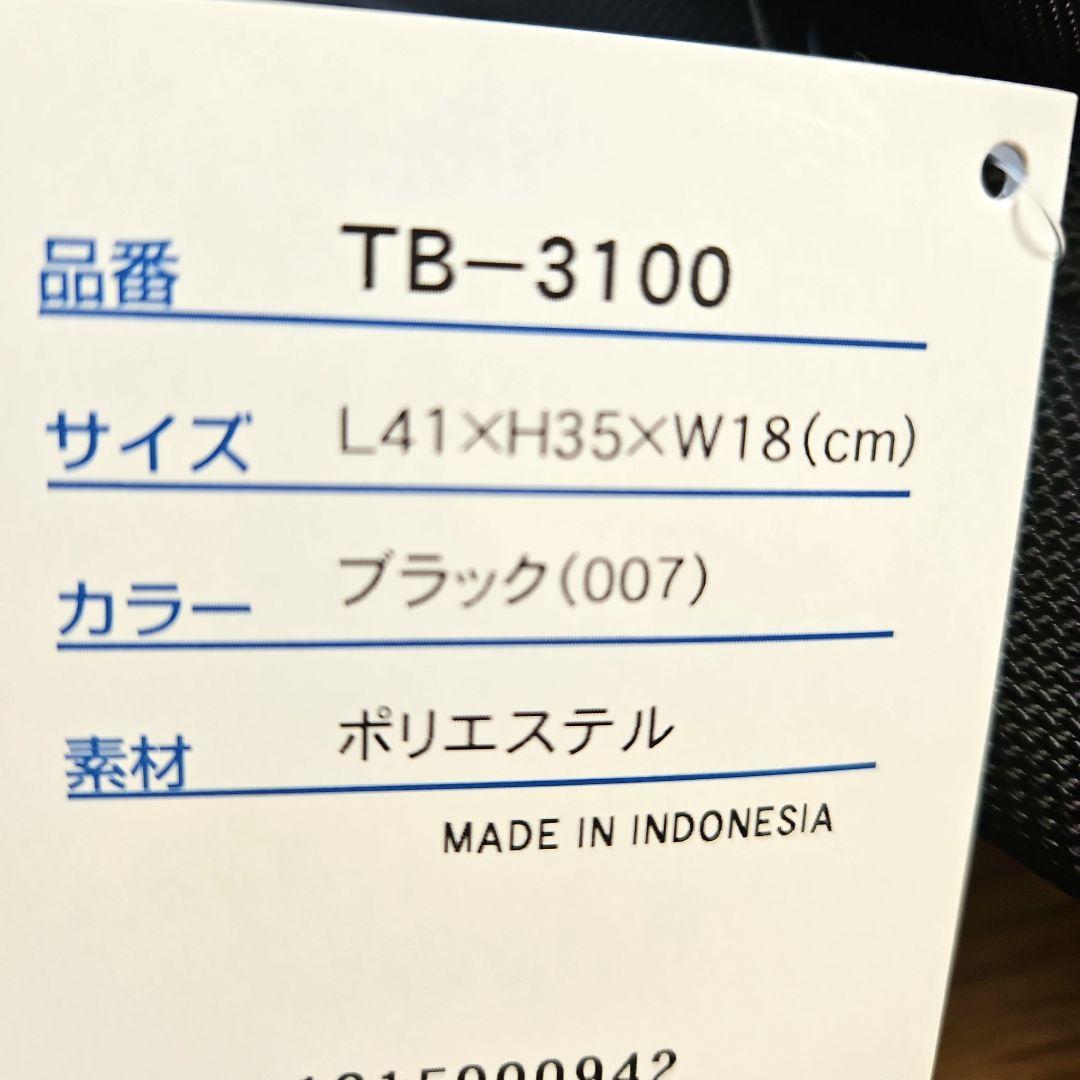 品番 TB-3100
サイズ L41×H35×W18(cm)
カラー ブラック(007)
素材 ポリエステル
MADE IN INDONESIA